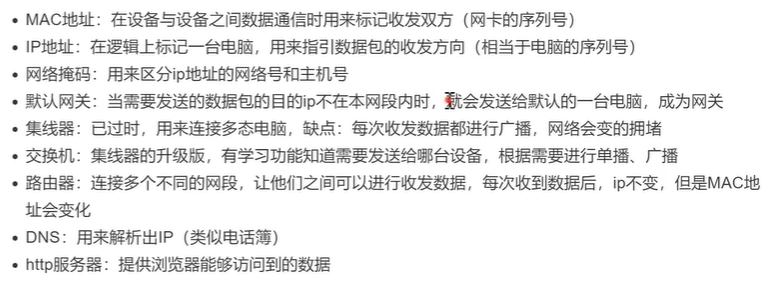 • MAC地址：在设备与设备之间数据通信时用来标记收发双方（网卡的序列号）
• IP地址：在逻辑上标记一台电脑，用来指引数据包的收发方向（相当于电脑的序列号）
• 网络掩码：用来区分ip地址的网络号和主机号
• 默认网关：当需要发送的数据包的目的ip不在本网段内时，就会发送给默认的一台电脑，成为网关
• 集线器：已过时，用来连接多态电脑，缺点：每次收发数据都进行广播，网络会变的拥堵
• 交换机：集线器的升级版，有学习功能知道需要发送给哪台设备，根据需要进行单播、广播
• 路由器：连接多个不同的网段，让他们之间可以进行收发数据，每次收到数据后，ip不变，但是MAC地
址会变化
• DNS：用来解析出IP（类似电话簿）
• http服务器：提供浏览器能够访问到的数据